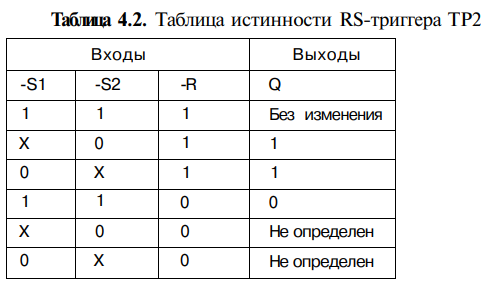 Таблица 4.2. Таблица истинности RS-триггера ТР2
Входы Выходы
-S1 -S2 -R Q
1 1 1 Без изменения
X 0 1 1
0 X 1 1
1 1 0 0
X 0 0 Не определен
0 X 0 Не определен